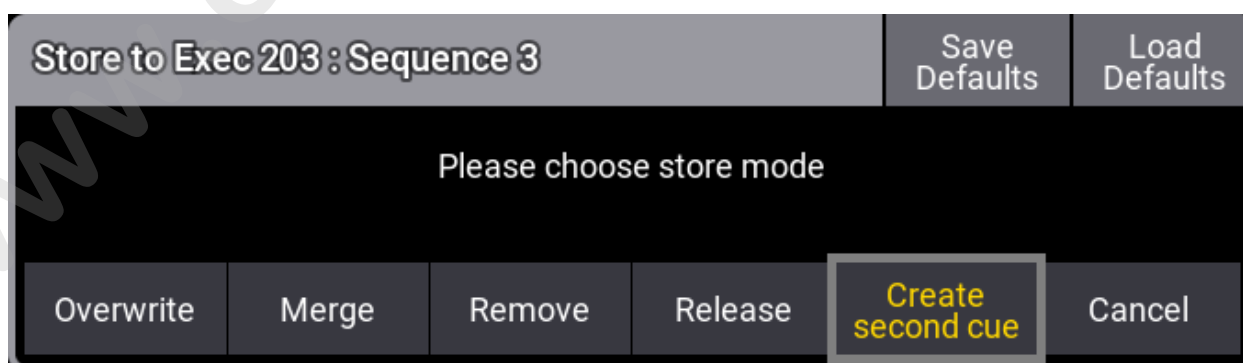 Store to Exec 203 : Sequence 3
Save
Defaults
Load
Defaults
Please choose store mode
Overwrite
Merge
Remove
Release
Create
second cue
Cancel